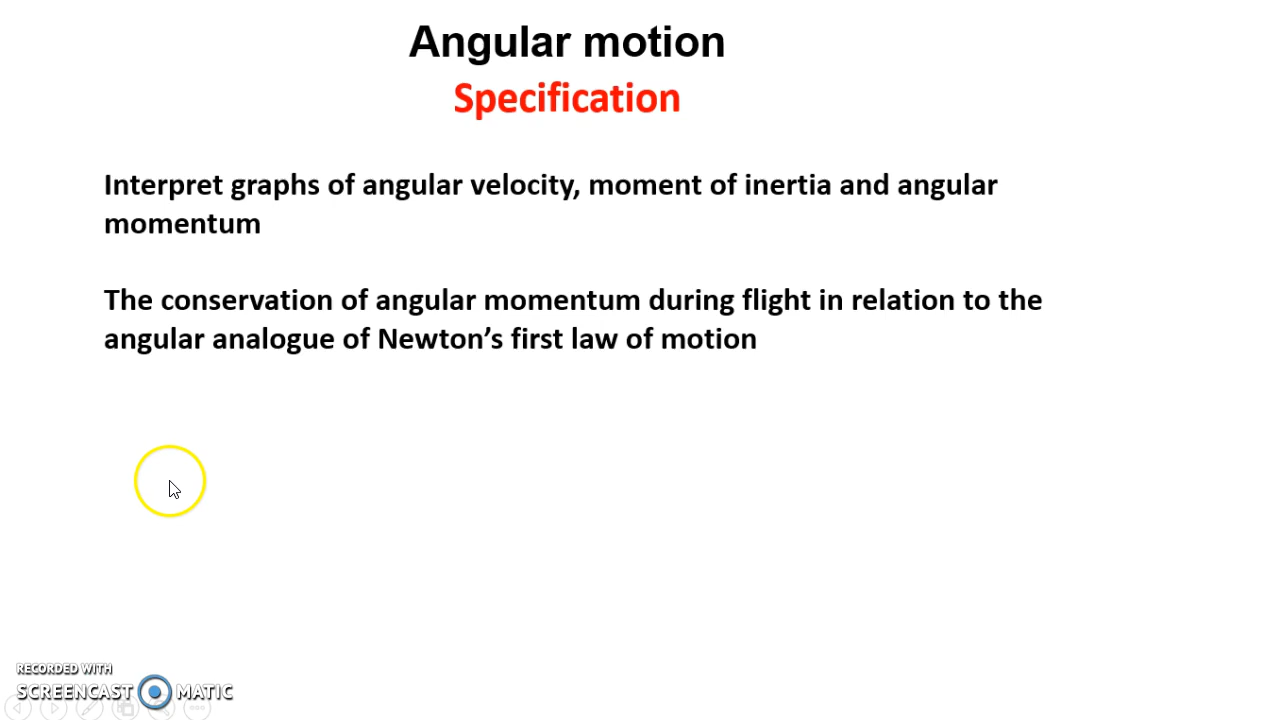 Angular motion
Specification
Interpret graphs of angular velocity, moment of inertia and angular
momentum
The conservation of angular momentum during flight in relation to the
angular analogue of Newton’s first law of motion
RECORDED WITH
SCREENCAST MATIC